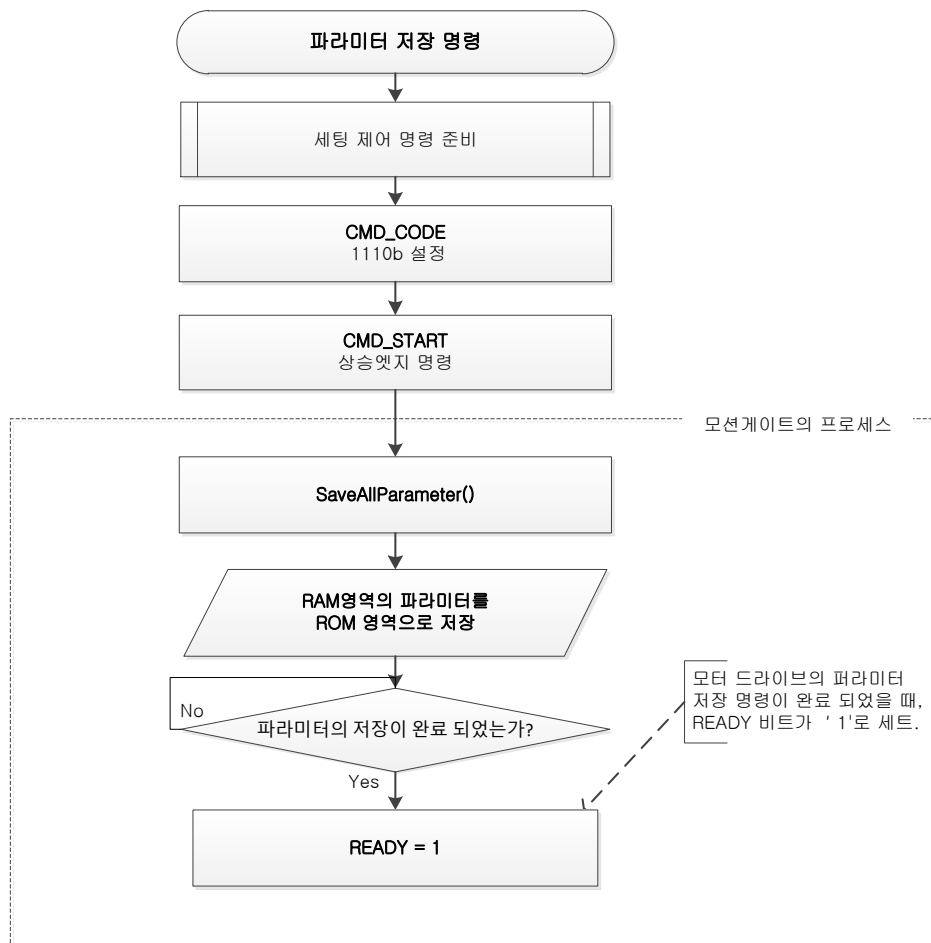 파라미터 저장 명령
세팅 제어 명령 준비
CMD_CODE
1110b 설정
CMD_START
상승엣지 명령
모션게이트의 프로세스
SaveAllParameter()
RAM영역의 파라미터를
ROM 영역으로 저장
No
파라미터의 저장이 완료 되었는가?
Yes
모터 드라이브의 퍼라미터
저장 명령이 완료 되었을 때,
READY 비트가 ' 1'로 세트.
READY = 1